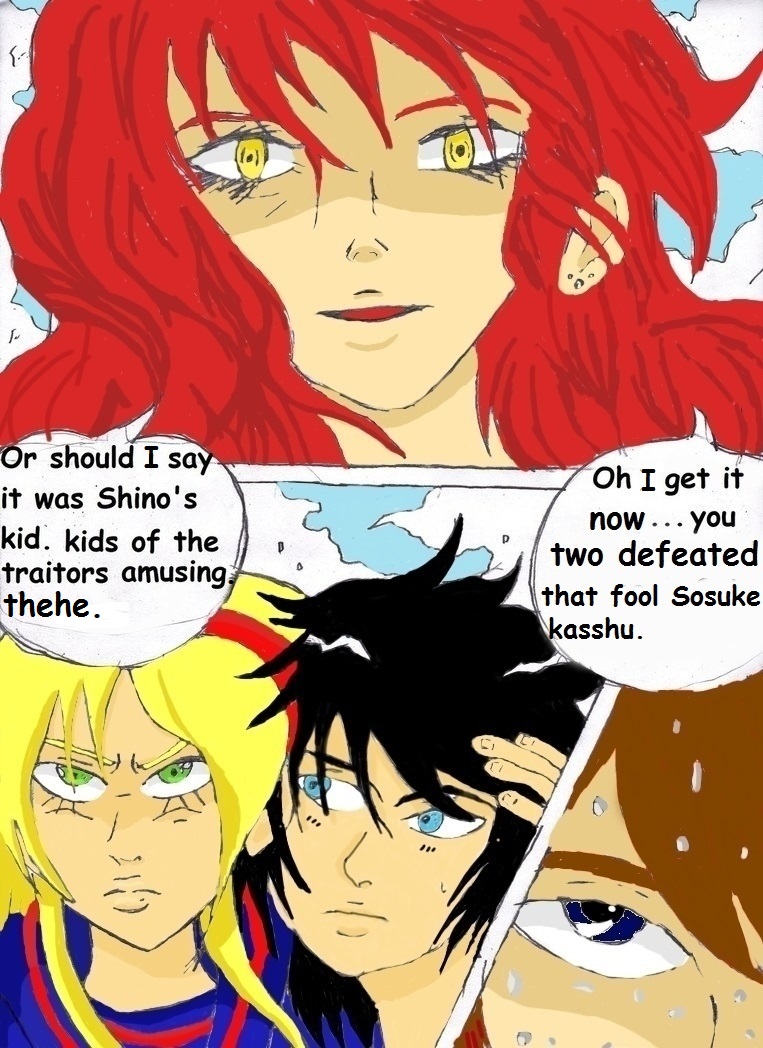 Oh I get it
now... you
two defeated
that fool Sosuke
kasshu.
Or should I say
it was Shino's
kid. kids of the
traitors amusing.
thehe.